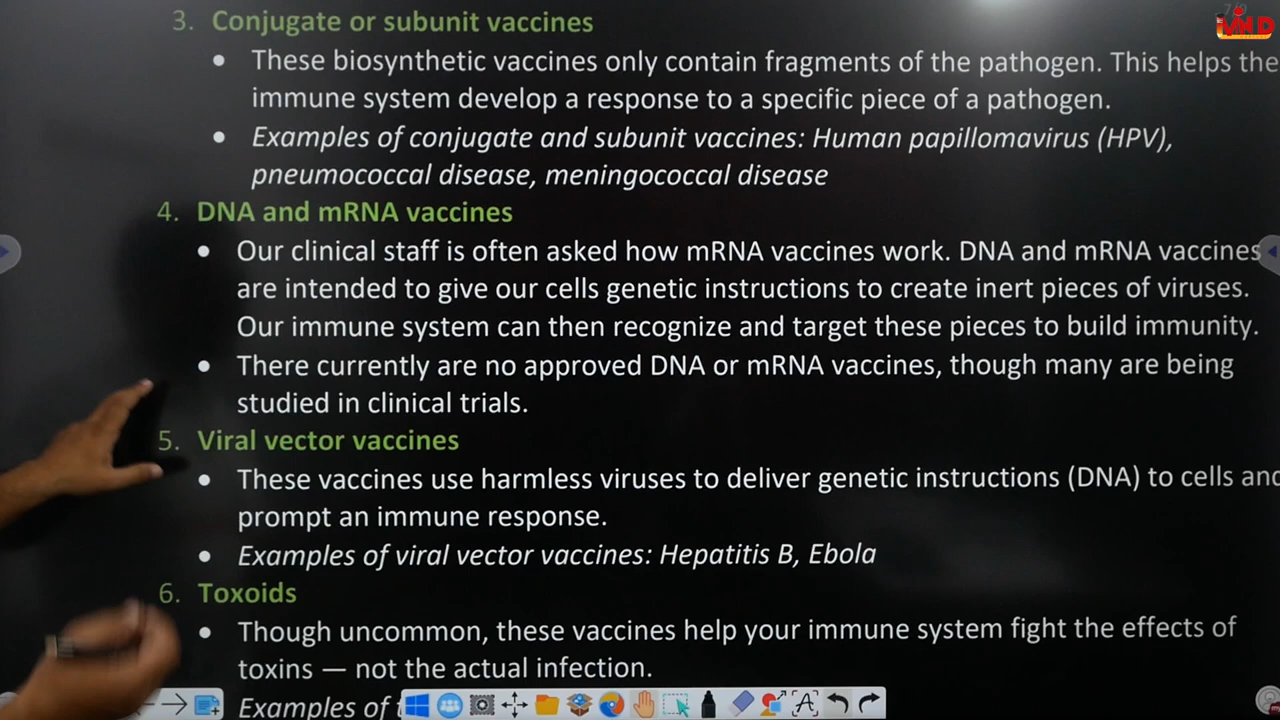 3. Conjugate or subunit vaccines
• These biosynthetic vaccines only contain fragments of the pathogen. This helps the
immune system develop a response to a specific piece of a pathogen.
• Examples of conjugate and subunit vaccines: Human papillomavirus (HPV),
pneumococcal disease, meningococcal disease
4. DNA and mRNA vaccines
• Our clinical staff is often asked how mRNA vaccines work. DNA and mRNA vaccines
are intended to give our cells genetic instructions to create inert pieces of viruses.
Our immune system can then recognize and target these pieces to build immunity.
• There currently are no approved DNA or mRNA vaccines, though many are being
studied in clinical trials.
5. Viral vector vaccines
• These vaccines use harmless viruses to deliver genetic instructions (DNA) to cells and
prompt an immune response.
• Examples of viral vector vaccines: Hepatitis B, Ebola
6. Toxoids
• Though uncommon, these vaccines help your immune system fight the effects of
toxins — not the actual infection.
Examples of